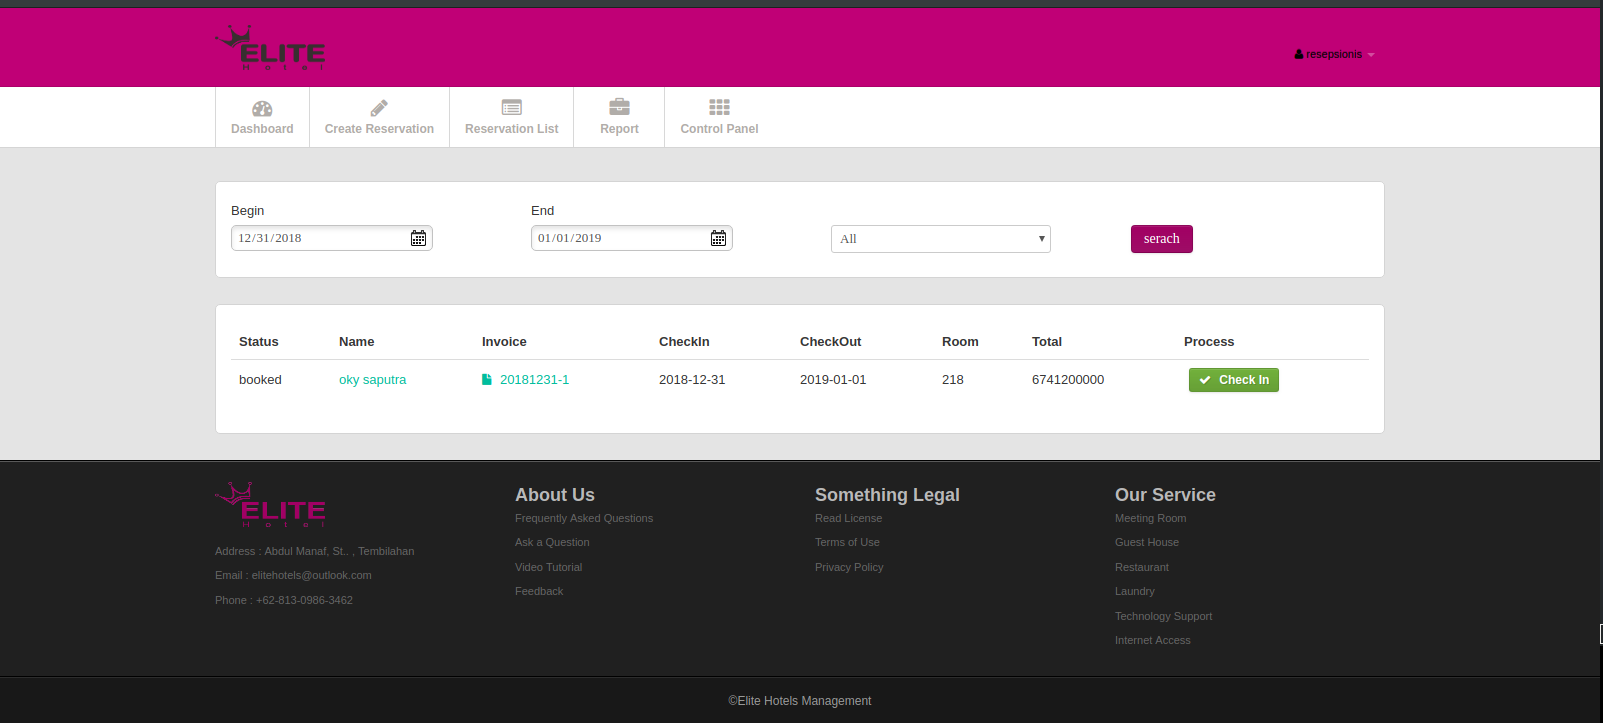 ELITE
Hotel
resepsionis
Dashboard
Create Reservation
Reservation List
Report
Control Panel
Begin
End
12/31/2018
01/01/2019
All
serach
Status Name Invoice CheckIn CheckOut Room Total Process
booked oky saputra 20181231-1 2018-12-31 2019-01-01 218 6741200000 Check In
ELITE
Hotel
Address : Abdul Manaf, St.. , Tembilahan
Email : elitehotels@outlook.com
Phone : +62-813-0986-3462
About Us
Frequently Asked Questions
Ask a Question
Video Tutorial
Feedback
Something Legal
Read License
Terms of Use
Privacy Policy
Our Service
Meeting Room
Guest House
Restaurant
Laundry
Technology Support
Internet Access
©Elite Hotels Management